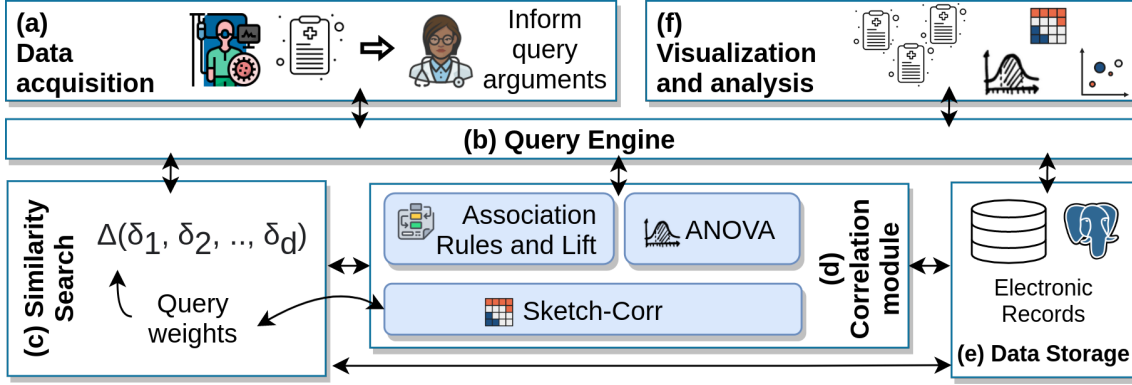 (a)
Data
acquisition
Inform
query
arguments
(f)
Visualization
and analysis
(b) Query Engine
(c) Similarity
Search
Δ(δ1, δ2, .., δd)
Query
weights
Association
Rules and Lift
ANOVA
Sketch-Corr
(d)
Correlation
module
Electronic
Records
(e) Data Storage